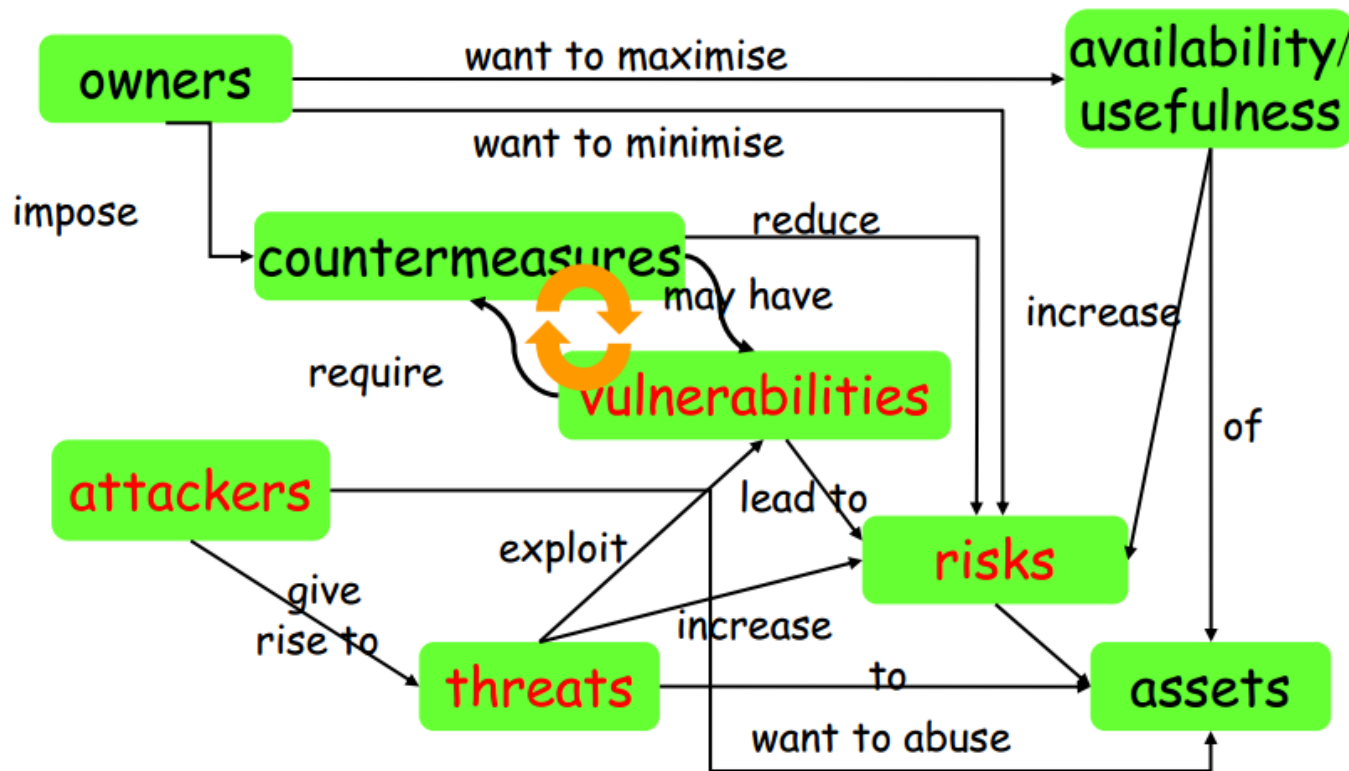 owners
want to maximise
availability/
usefulness
want to minimise
impose
countermeasures
reduce
may have
increase
require
vulnerabilities
of
attackers
lead to
exploit
risks
give
rise to
increase
threats
to
assets
want to abuse